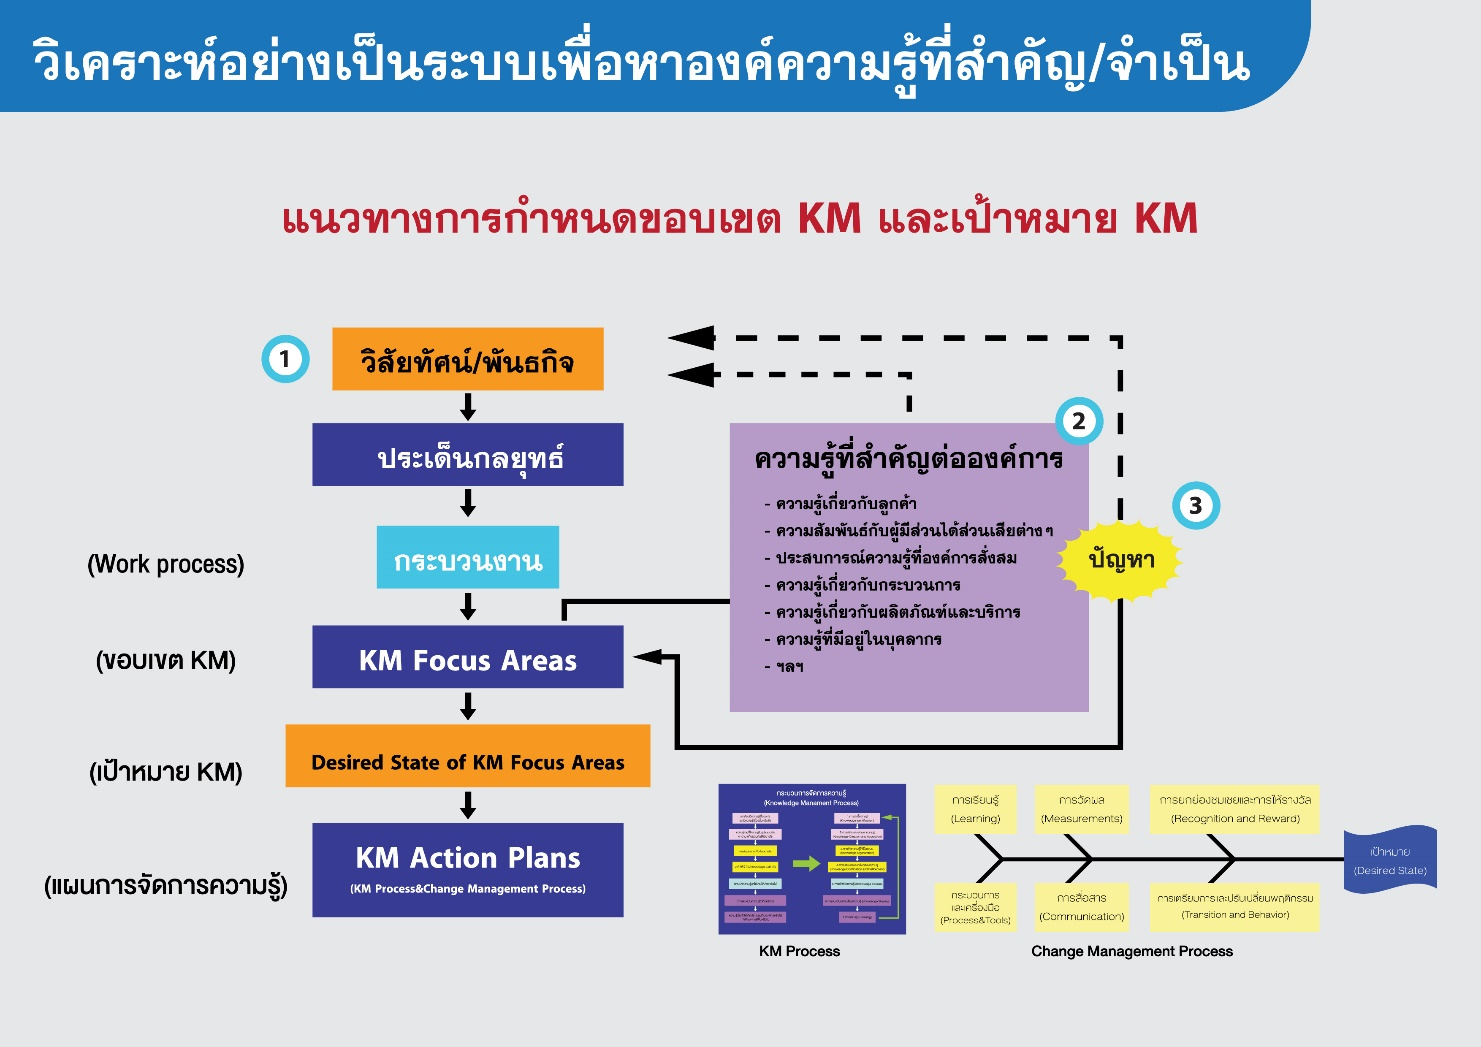 วิเคราะห์อย่างเป็นระบบเพื่อหาองค์ความรู้ที่สำคัญ/จำเป็น
แนวทางการกำหนดขอบเขต KM และเป้าหมาย KM
1
วิสัยทัศน์/พันธกิจ
ประเด็นกลยุทธ์
(Work process)
กระบวนงาน
(ขอบเขต KM)
KM Focus Areas
(เป้าหมาย KM)
Desired State of KM Focus Areas
(แผนการจัดการความรู้)
KM Action Plans
(KM Process&Change Management Process)
2
ความรู้ที่สำคัญต่อองค์การ
- ความรู้เกี่ยวกับลูกค้า
- ความสัมพันธ์กับผู้มีส่วนได้ส่วนเสียต่างๆ
- ประสบการณ์ความรู้ที่องค์การสั่งสม
- ความรู้เกี่ยวกับกระบวนการ
- ความรู้เกี่ยวกับผลิตภัณฑ์และบริการ
- ความรู้ที่มีอยู่ในบุคลากร
- ฯลฯ
3
ปัญหา
กระบวนการจัดการความรู้
(Knowledge Manament Process)
KM Process
การเรียนรู้
(Learning)
การวัดผล
(Measurements)
การยกย่องชมเชยและการให้รางวัล
(Recognition and Reward)
เป้าหมาย
(Desired State)
กระบวนการ
และเครื่องมือ
(Process&Tools)
การสื่อสาร
(Communication)
การเตรียมการและปรับเปลี่ยนพฤติกรรม
(Transition and Behavior)
Change Management Process